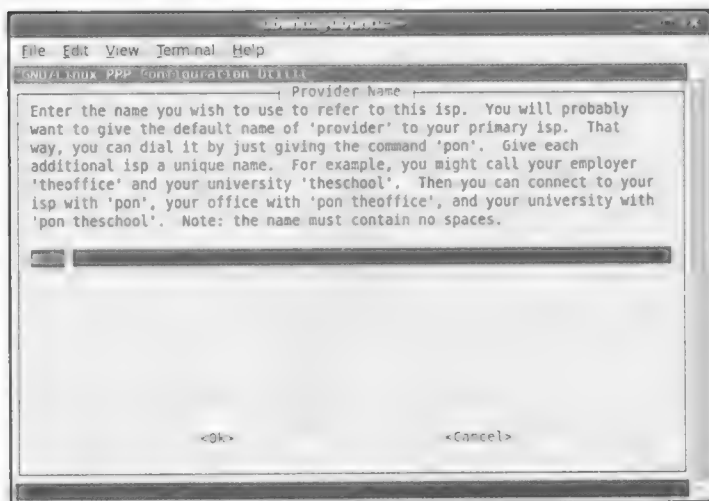 File Edit View Terminal Help
GNU/Linux PPP Configuration Utility
Provider Name
Enter the name you wish to use to refer to this isp. You will probably
want to give the default name of 'provider' to your primary isp. That
way, you can dial it by just giving the command 'pon'. Give each
additional isp a unique name. For example, you might call your employer
'theoffice' and your university 'theschool'. Then you can connect to your
isp with 'pon', your office with 'pon theoffice', and your university with
'pon theschool'. Note: the name must contain no spaces.
<Ok> <Cancel>